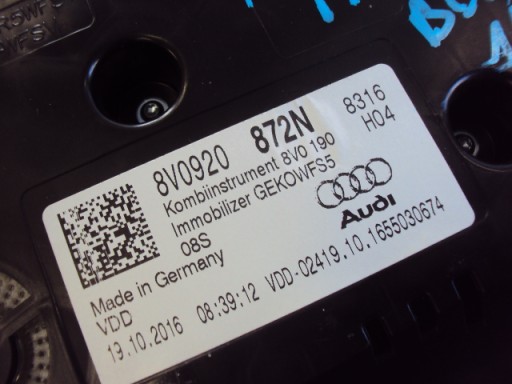 8V0920 872N 8316
Kombiinstrument 8V0 190 H04
Immobilizer GEKOWFS5
08S
Audi
Made in Germany
VDD
19.10.2016 08:39:12 VDD-02419.10.1655030674